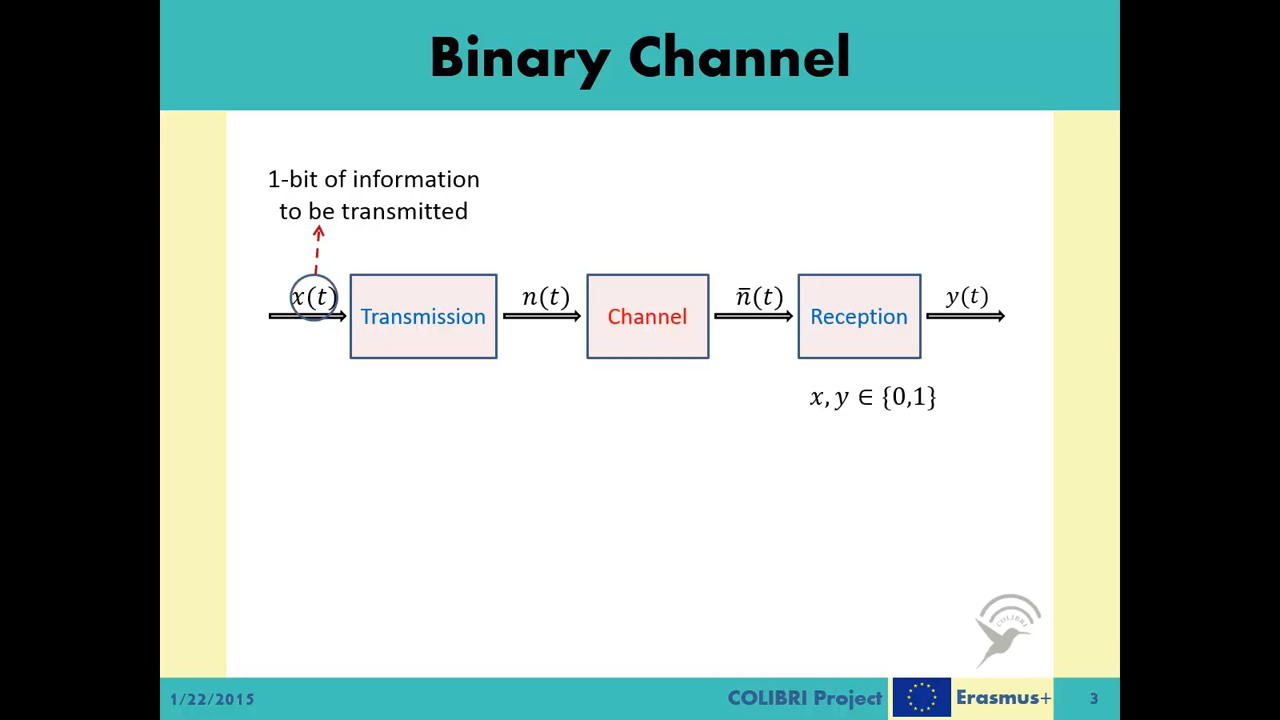 Binary Channel
1-bit of information
to be transmitted
x(t)
Transmission
n(t)
Channel
n̄(t)
Reception
y(t)
x, y ∈ {0,1}
COLIBRI
1/22/2015
COLIBRI Project
Erasmus+
3